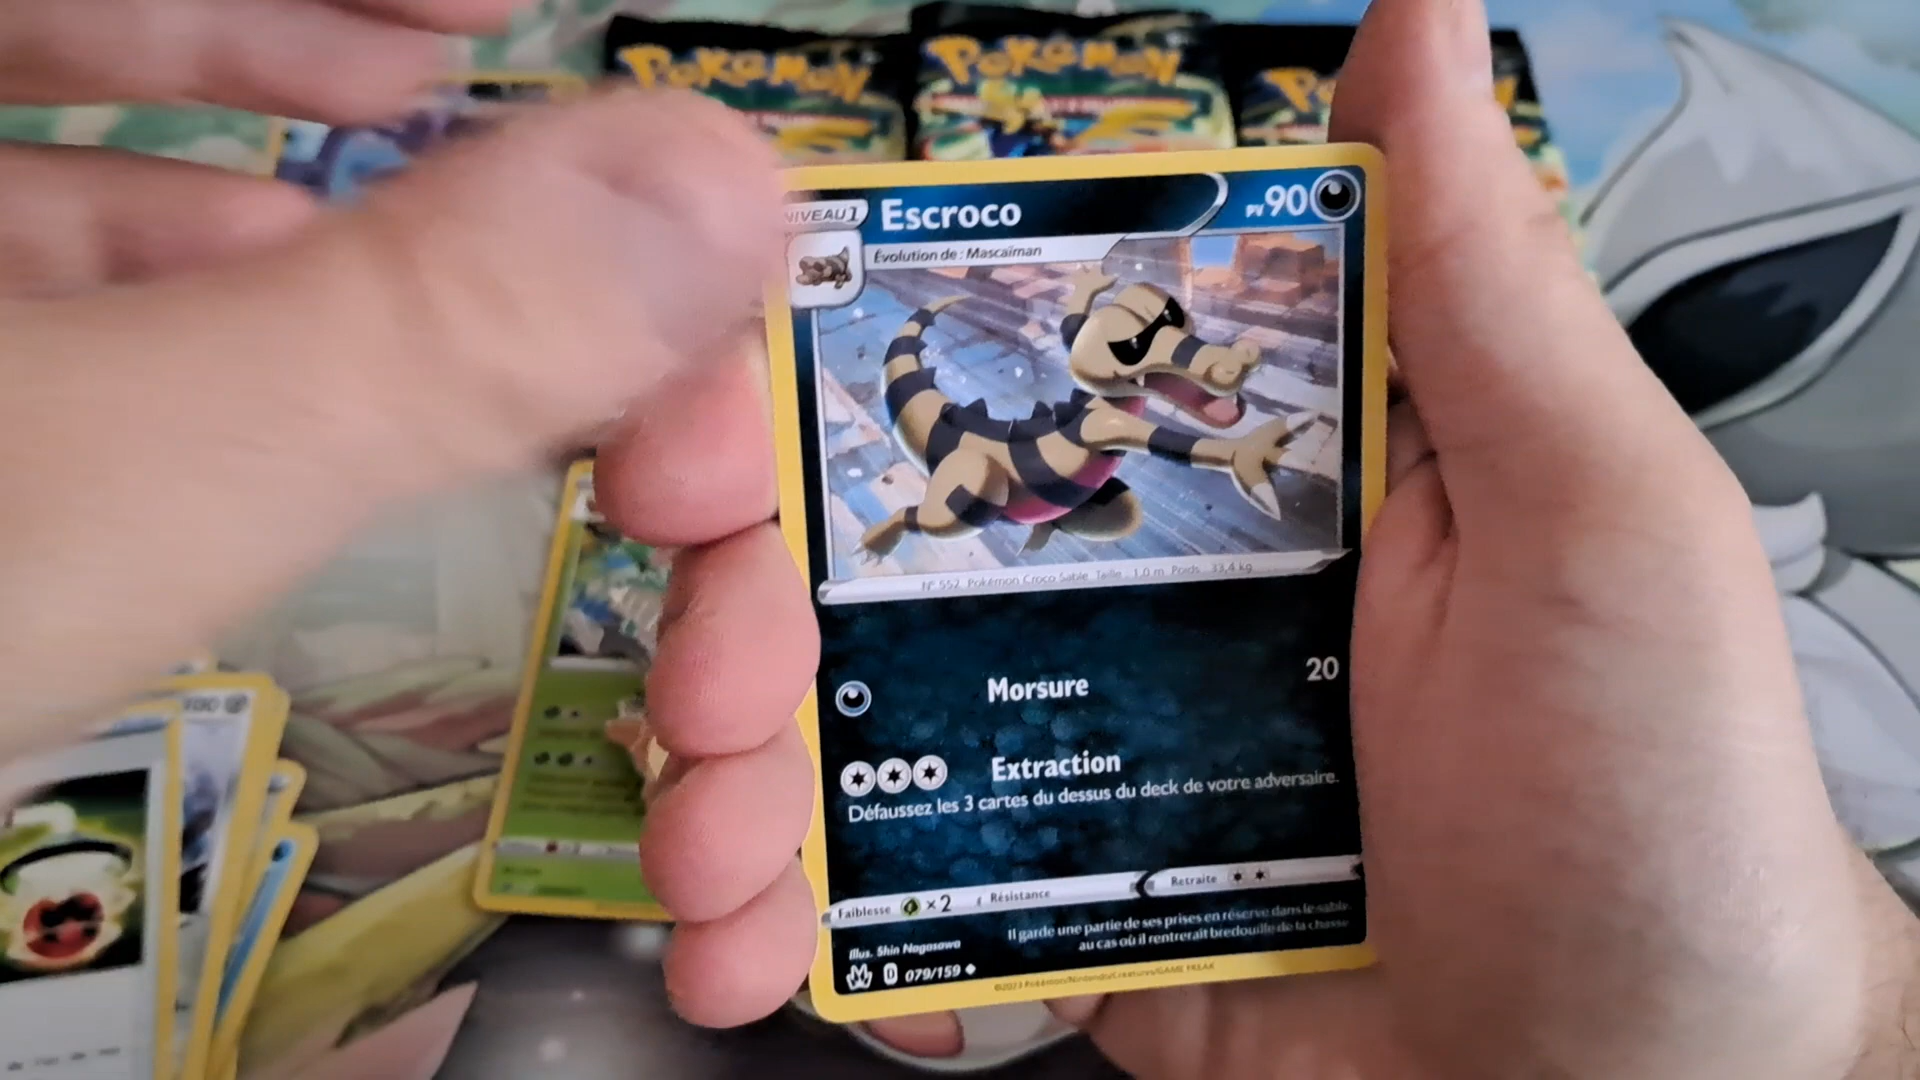 POKéMON
POKéMON
NIVEAU 1
Escroco
PV 90
Évolution de : Mascaïman
N° 552 Pokémon Croco Sable Taille : 1,0 m Poids : 33,4 kg
Morsure
20
Extraction
Défaussez les 3 cartes du dessus du deck de votre adversaire.
Faiblesse
×2
Résistance
Retraite
Il garde une partie de ses prises en réserve dans le sable
au cas où il rentrerait bredouille de la chasse
Illus. Shin Nagasawa
D 079/159
©2023 Pokémon/Nintendo/Creatures/GAME FREAK